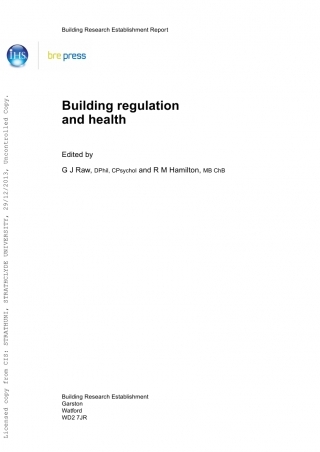 Building Research Establishment Report
IHS
bre press
Building regulation
and health
Edited by
G J Raw, DPhil, CPsychol and R M Hamilton, MB ChB
Building Research Establishment
Garston
Watford
WD2 7JR
Licensed copy from CIS: STRATHUNI, STRATHCLYDE UNIVERSITY, 29/12/2013, Uncontrolled Copy.